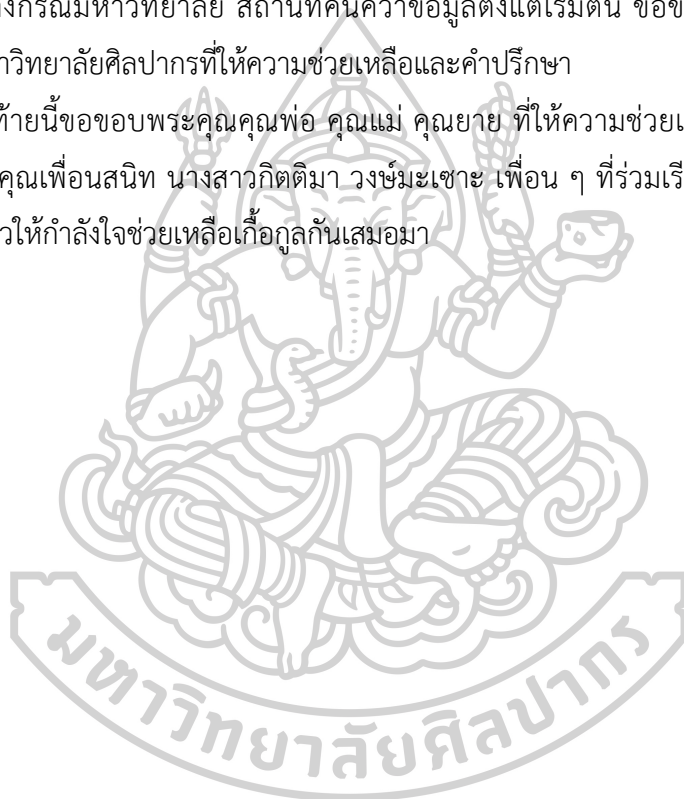 งกรณ์มหาวิทยาลัย สถานที่ค้นคว้าข้อมูลตั้งแต่เริ่มต้น ขอข
าวิทยาลัยศิลปากรที่ให้ความช่วยเหลือและคำปรึกษา
ท้ายนี้ขอขอบพระคุณคุณพ่อ คุณแม่ คุณยาย ที่ให้ความช่วยเ
คุณเพื่อนสนิท นางสาวกิตติมา วงษ์มะเซาะ เพื่อน ๆ ที่ร่วมเรี
วให้กำลังใจช่วยเหลือเกื้อกูลกันเสมอมา
มหาวิทยาลัยศิลปากร